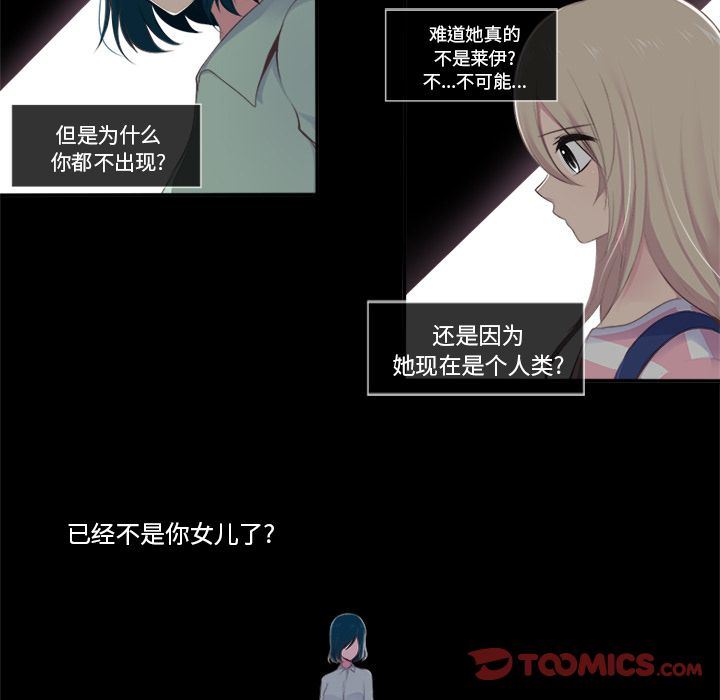 难道她真的
不是莱伊?
不...不可能...
但是为什么
你都不出现?
还是因为
她现在是个人类?
已经不是你女儿了?
TOOMICS.COM